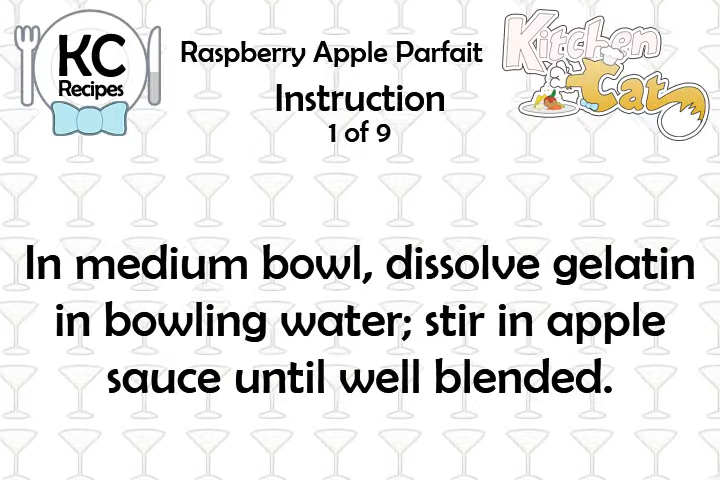 KC
Recipes
Raspberry Apple Parfait
Kitchen
Cat
Instruction
1 of 9
In medium bowl, dissolve gelatin
in bowling water; stir in apple
sauce until well blended.